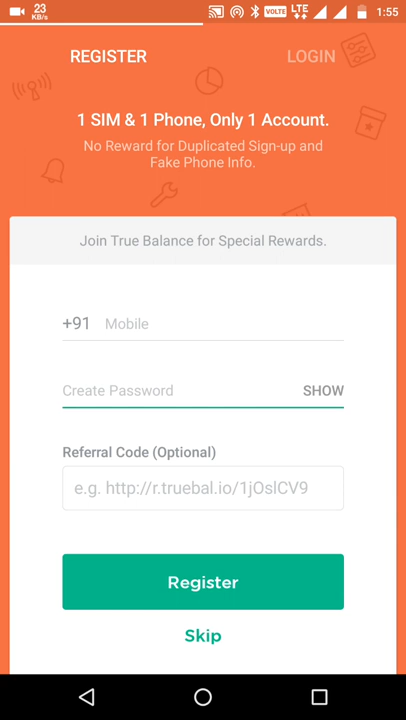 23
KB/s
VOLTE
LTE
1:55
REGISTER
LOGIN
1 SIM & 1 Phone, Only 1 Account.
No Reward for Duplicated Sign-up and
Fake Phone Info.
Join True Balance for Special Rewards.
+91 Mobile
Create Password SHOW
Referral Code (Optional)
e.g. http://r.truebal.io/1jOslCV9
Register
Skip